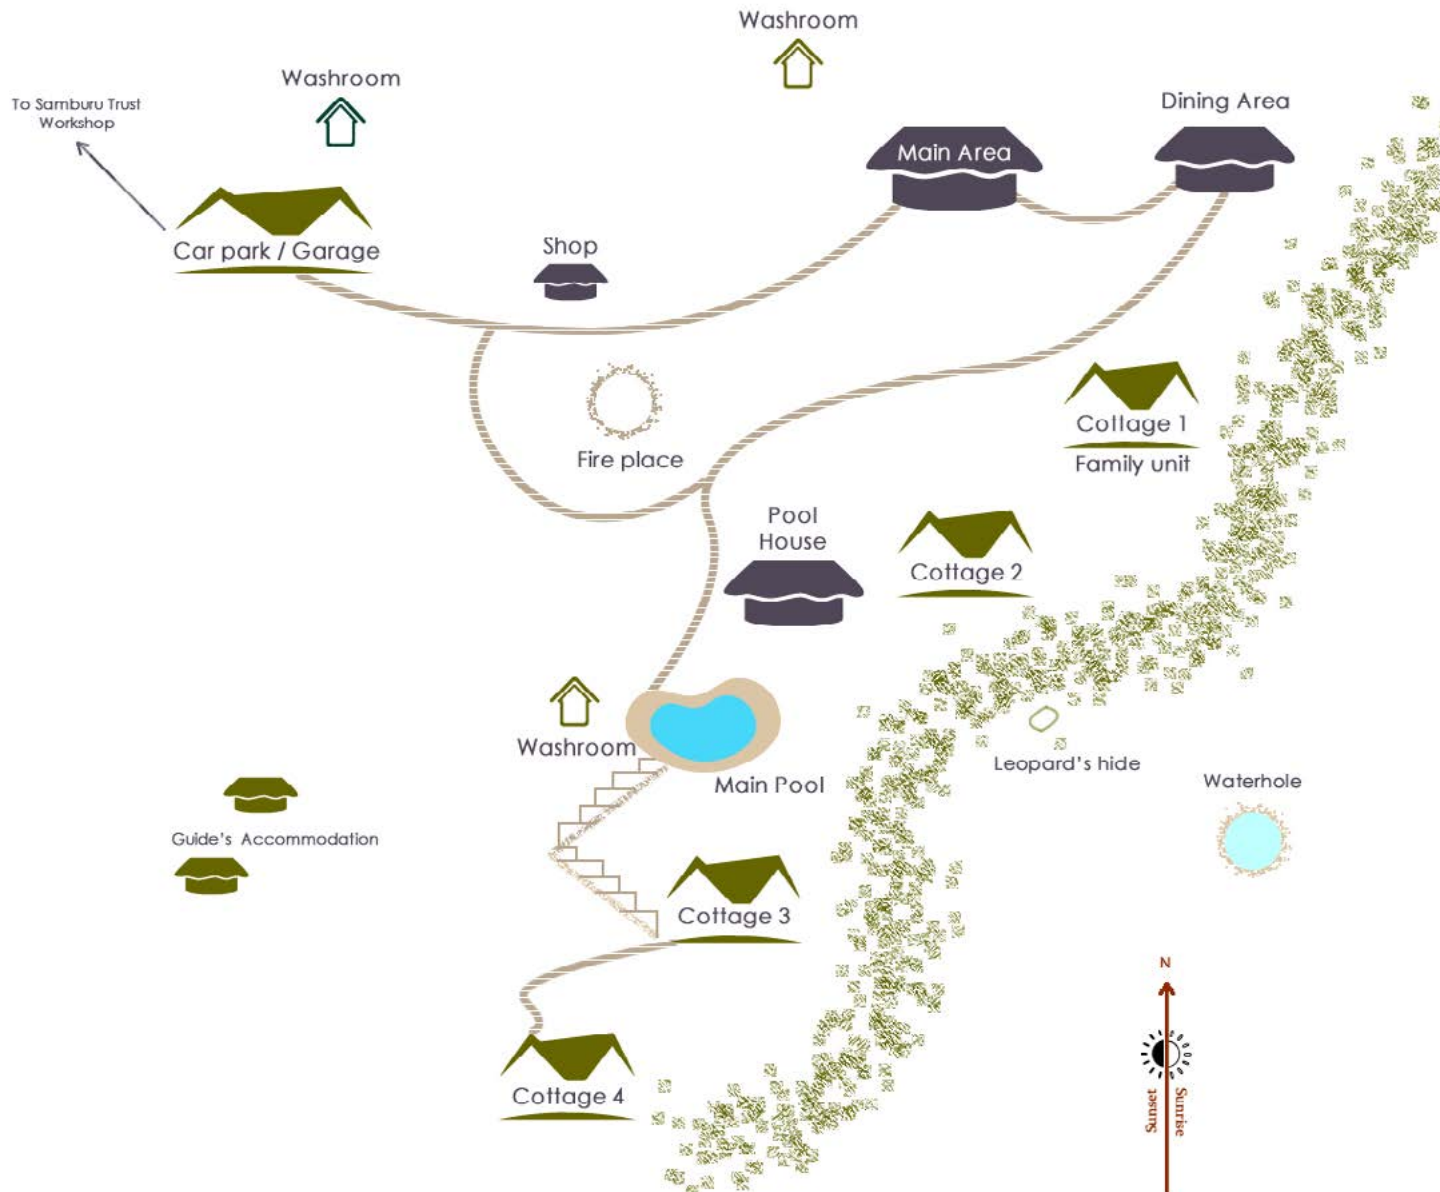 Washroom
Washroom
To Samburu Trust
Workshop
Dining Area
Main Area
Car park / Garage
Shop
Cottage 1
Family unit
Fire place
Pool
House
Cottage 2
Washroom
Main Pool
Leopard's hide
Waterhole
Guide's Accommodation
Cottage 3
N
Sunset
Sunrise
Cottage 4